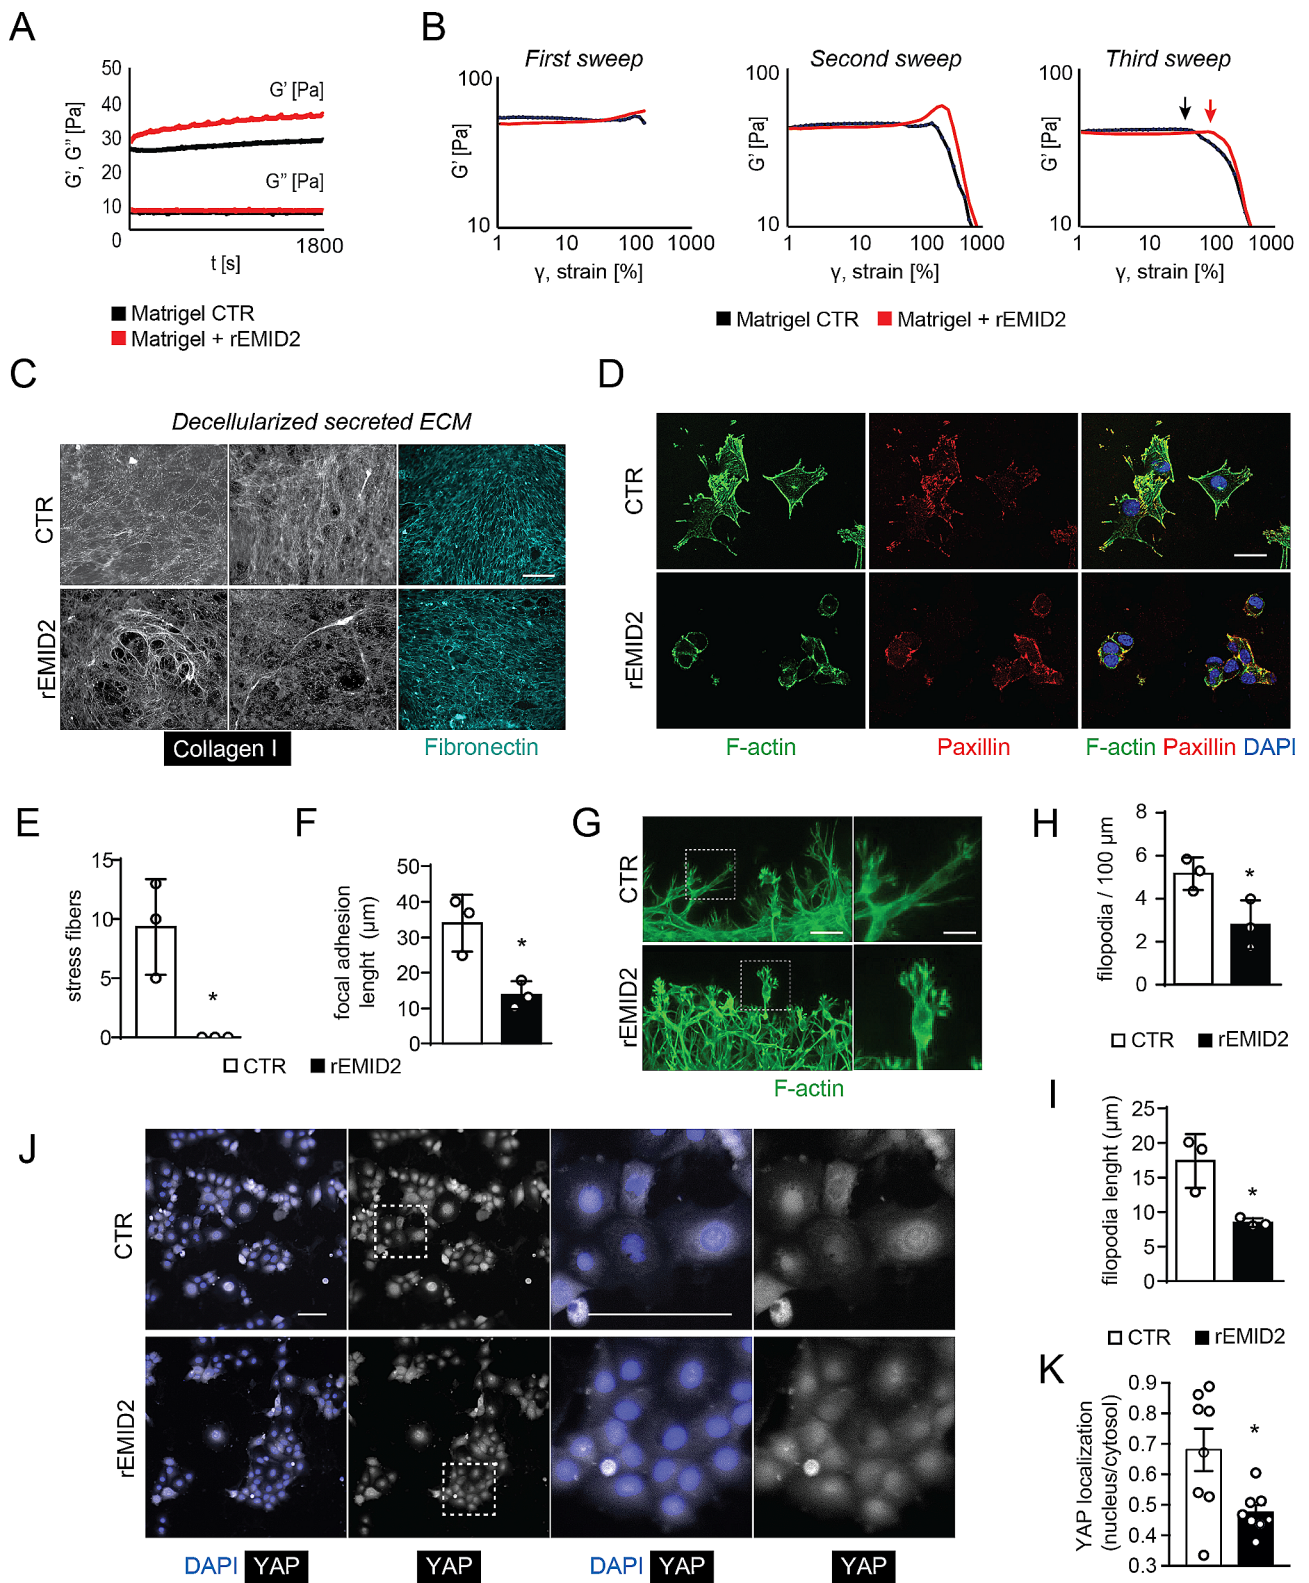 A
50
40
30
20
10
0
G', G" [Pa]
G' [Pa]
G" [Pa]
1800
t [s]
Matrigel CTR
Matrigel + rEMID2
B
First sweep
100
10
G' [Pa]
1 10 100 1000
γ, strain [%]
Second sweep
100
10
G' [Pa]
1 10 100 1000
γ, strain [%]
Third sweep
100
10
G' [Pa]
1 10 100 1000
γ, strain [%]
Matrigel CTR Matrigel + rEMID2
C
Decellularized secreted ECM
CTR
rEMID2
Collagen I
Fibronectin
D
CTR
rEMID2
F-actin
Paxillin
F-actin Paxillin DAPI
E
15
10
5
0
stress fibers
*
F
50
40
30
20
10
0
focal adhesion
lenght (µm)
*
CTR rEMID2
G
CTR
rEMID2
F-actin
H
8
6
4
2
0
filopodia / 100 µm
*
CTR rEMID2
I
25
20
15
10
5
0
filopodia lenght (µm)
*
CTR rEMID2
J
CTR
rEMID2
DAPI YAP
YAP
DAPI YAP
YAP
K
0.9
0.8
0.7
0.6
0.5
0.4
0.3
YAP localization
(nucleus/cytosol)
*